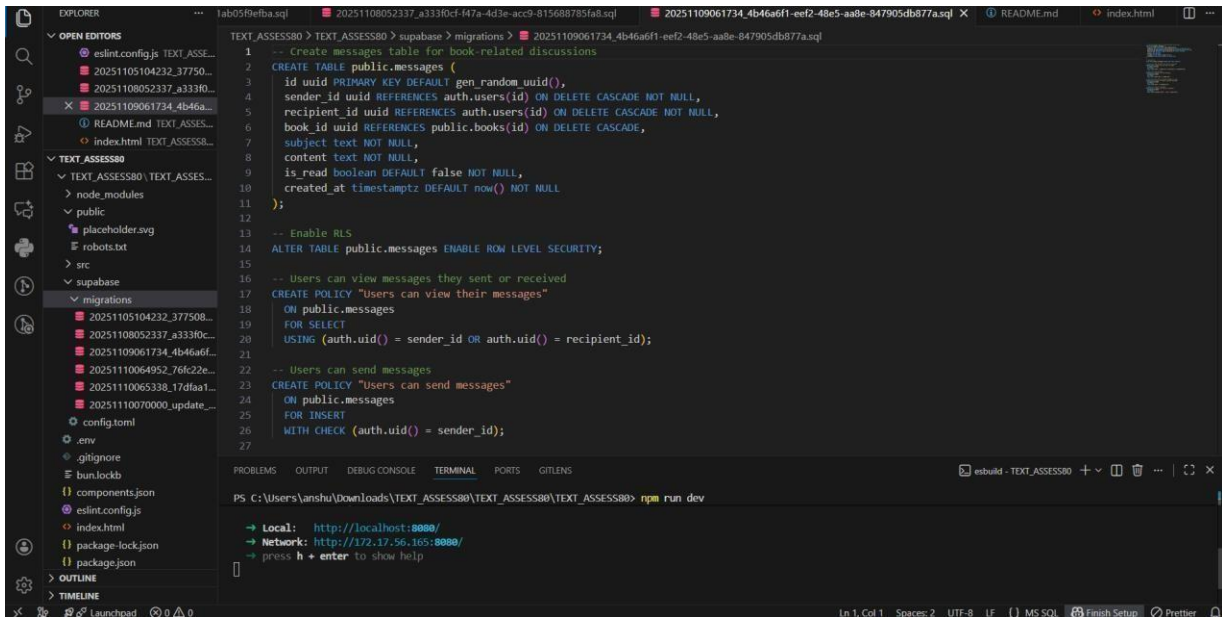 EXPLORER
OPEN EDITORS
eslint.config.js TEXT_ASSE...
20251105104232_37750...
20251108052337_a333f0...
20251109061734_4b46a...
README.md TEXT_ASSES...
index.html TEXT_ASSESS8...
TEXT_ASSESS80
TEXT_ASSESS80 \ TEXT_ASSES...
node_modules
public
placeholder.svg
robots.txt
src
supabase
migrations
20251105104232_377508...
20251108052337_a333f0c...
20251109061734_4b46a6f...
20251110064952_76fc22e...
20251110065338_17dfaa1...
20251110070000_update_...
config.toml
.env
.gitignore
bun.lockb
components.json
eslint.config.js
index.html
package-lock.json
package.json
OUTLINE
TIMELINE
1ab05f9efba.sql 20251108052337_a333f0cf-f47a-4d3e-acc9-815688785fa8.sql 20251109061734_4b46a6f1-eef2-48e5-aa8e-847905db877a.sql README.md index.html
TEXT_ASSESS80 > TEXT_ASSESS80 > supabase > migrations > 20251109061734_4b46a6f1-eef2-48e5-aa8e-847905db877a.sql
1 -- Create messages table for book-related discussions
2 CREATE TABLE public.messages (
3 id uuid PRIMARY KEY DEFAULT gen_random_uuid(),
4 sender_id uuid REFERENCES auth.users(id) ON DELETE CASCADE NOT NULL,
5 recipient_id uuid REFERENCES auth.users(id) ON DELETE CASCADE NOT NULL,
6 book_id uuid REFERENCES public.books(id) ON DELETE CASCADE,
7 subject text NOT NULL,
8 content text NOT NULL,
9 is_read boolean DEFAULT false NOT NULL,
10 created_at timestamptz DEFAULT now() NOT NULL
11 );
12
13 -- Enable RLS
14 ALTER TABLE public.messages ENABLE ROW LEVEL SECURITY;
15
16 -- Users can view messages they sent or received
17 CREATE POLICY "Users can view their messages"
18 ON public.messages
19 FOR SELECT
20 USING (auth.uid() = sender_id OR auth.uid() = recipient_id);
21
22 -- Users can send messages
23 CREATE POLICY "Users can send messages"
24 ON public.messages
25 FOR INSERT
26 WITH CHECK (auth.uid() = sender_id);
27
PROBLEMS OUTPUT DEBUG CONSOLE TERMINAL PORTS GITLENS esbuild - TEXT_ASSESS80
PS C:\Users\anshu\Downloads\TEXT_ASSESS80\TEXT_ASSESS80\TEXT_ASSESS80> npm run dev
→ Local: http://localhost:8080/
→ Network: http://172.17.56.165:8080/
→ press h + enter to show help
Launchpad 0 0 Ln 1, Col 1 Spaces: 2 UTF-8 LF {} MS SQL Finish Setup Prettier